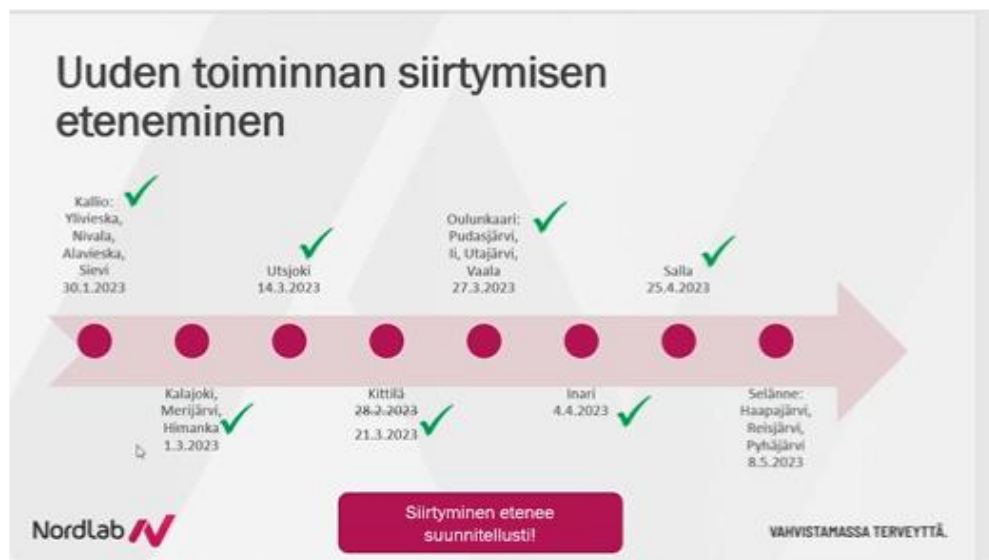 Uuden toiminnan siirtymisen
eteneminen
Kallio:
Ylivieska,
Nivala,
Alavieska,
Sievi
30.1.2023
Utsjoki
14.3.2023
Oulunkaari:
Pudasjärvi,
Ii, Utajärvi,
Vaala
27.3.2023
Salla
25.4.2023
Kalajoki,
Merijärvi,
Himanka
1.3.2023
Kittilä
28.2.2023
21.3.2023
Inari
4.4.2023
Selänne:
Haapajärvi,
Reisjärvi,
Pyhäjärvi
8.5.2023
Siirtyminen etenee
suunnitellusti!
NordLab
VAHVISTAMASSA TERVEYTTÄ.